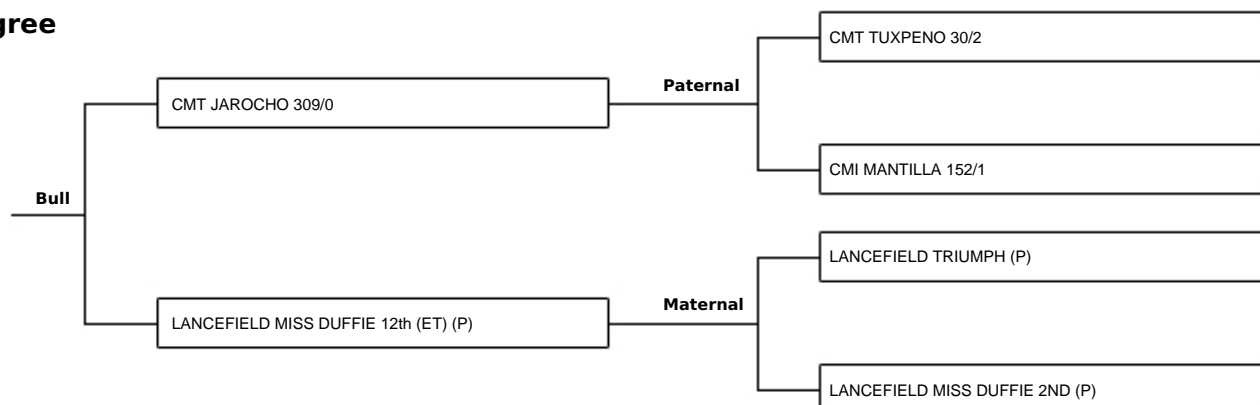 CMT TUXPENO 30/2
Paternal
CMT JAROCHO 309/0
CMI MANTILLA 152/1
Bull
LANCEFIELD TRIUMPH (P)
Maternal
LANCEFIELD MISS DUFFIE 12th (ET) (P)
LANCEFIELD MISS DUFFIE 2ND (P)